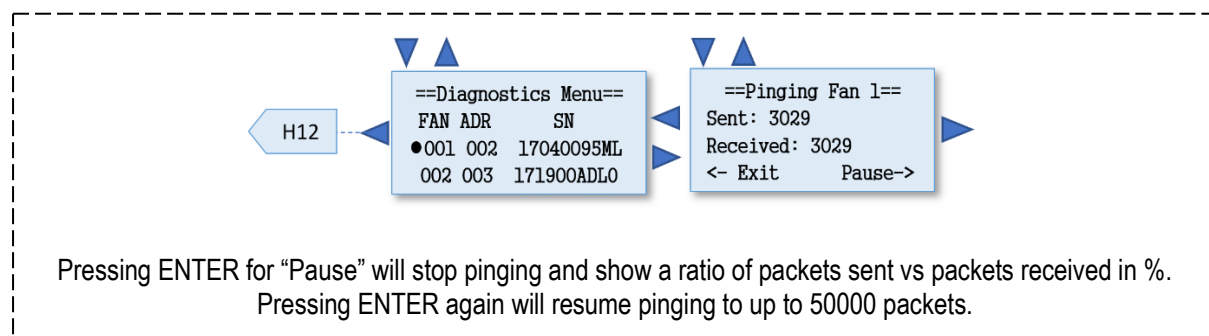 H12
==Diagnostics Menu==
FAN ADR SN
●001 002 17040095ML
002 003 171900ADL0
==Pinging Fan 1==
Sent: 3029
Received: 3029
<- Exit Pause->
Pressing ENTER for “Pause” will stop pinging and show a ratio of packets sent vs packets received in %.
Pressing ENTER again will resume pinging to up to 50000 packets.